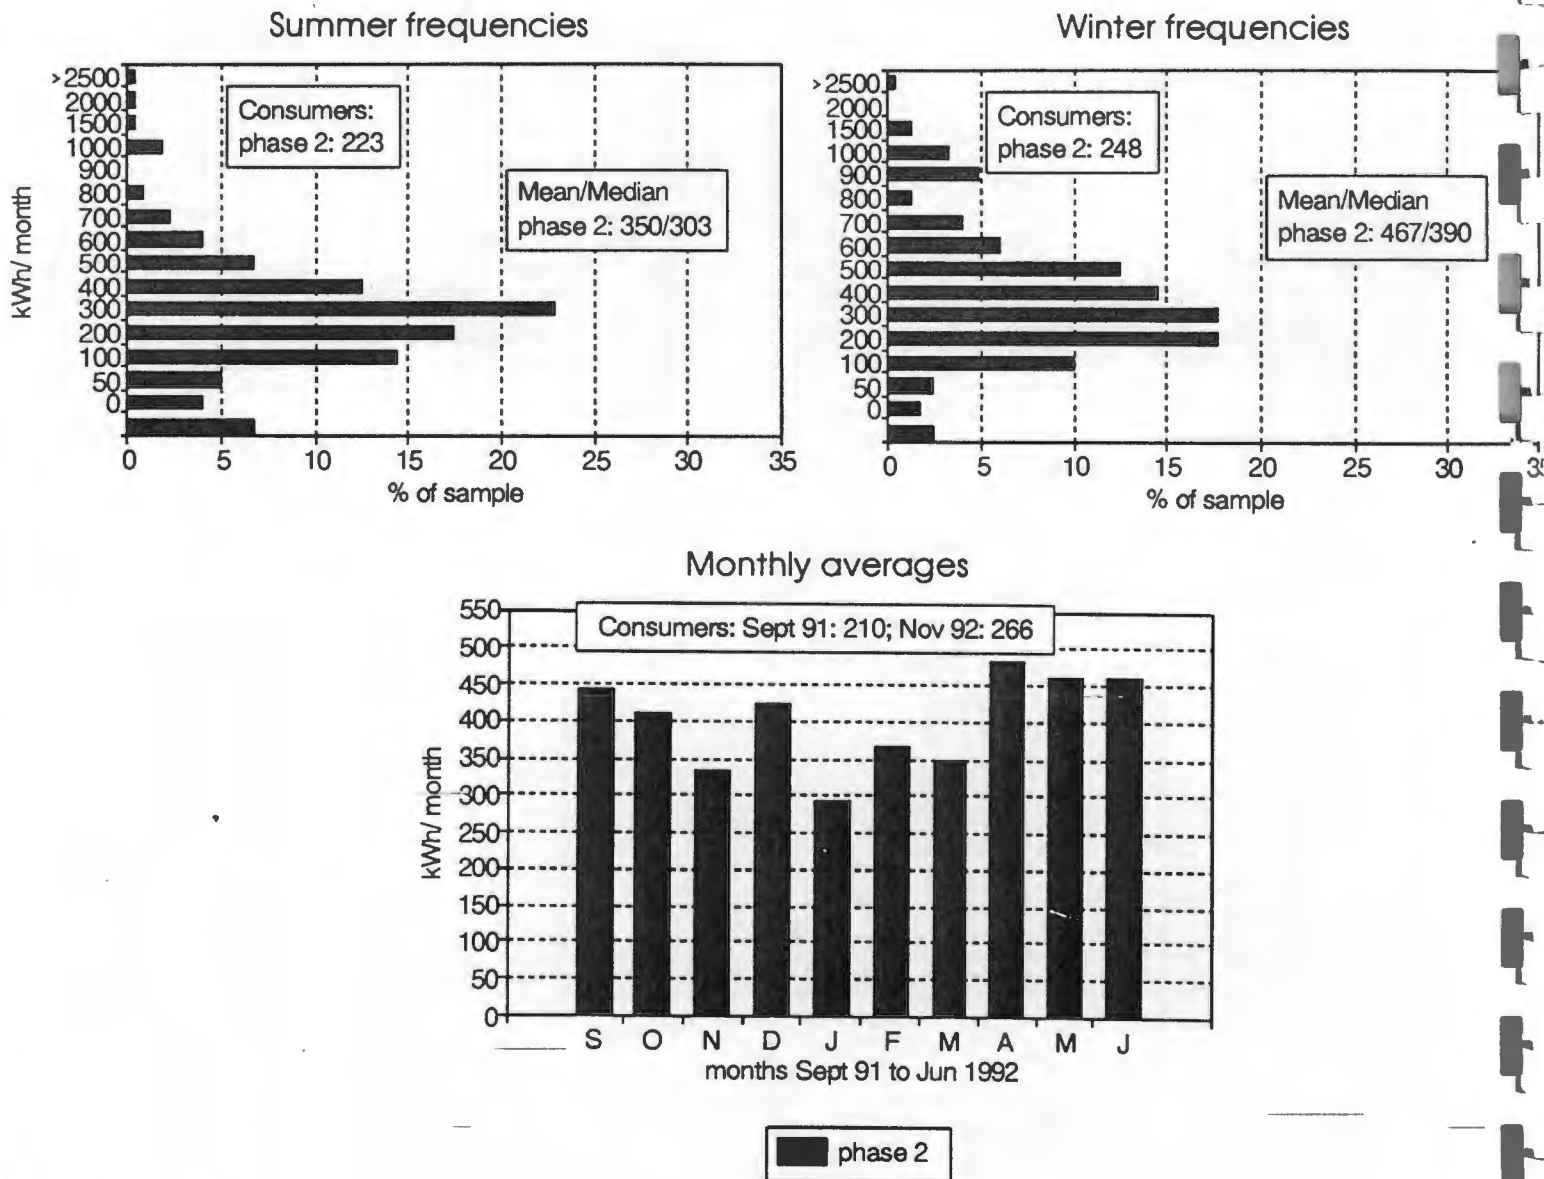 Summer frequencies
>2500
2000
1500
1000
900
800
700
600
500
400
300
200
100
50
0
kWh/ month
Consumers:
phase 2: 223
Mean/Median
phase 2: 350/303
0 5 10 15 20 25 30 35
% of sample
Winter frequencies
>2500
2000
1500
1000
900
800
700
600
500
400
300
200
100
50
0
Consumers:
phase 2: 248
Mean/Median
phase 2: 467/390
0 5 10 15 20 25 30 35
% of sample
Monthly averages
550
500
450
400
350
300
250
200
150
100
50
0
kWh/ month
Consumers: Sept 91: 210; Nov 92: 266
S O N D J F M A M J
months Sept 91 to Jun 1992
phase 2